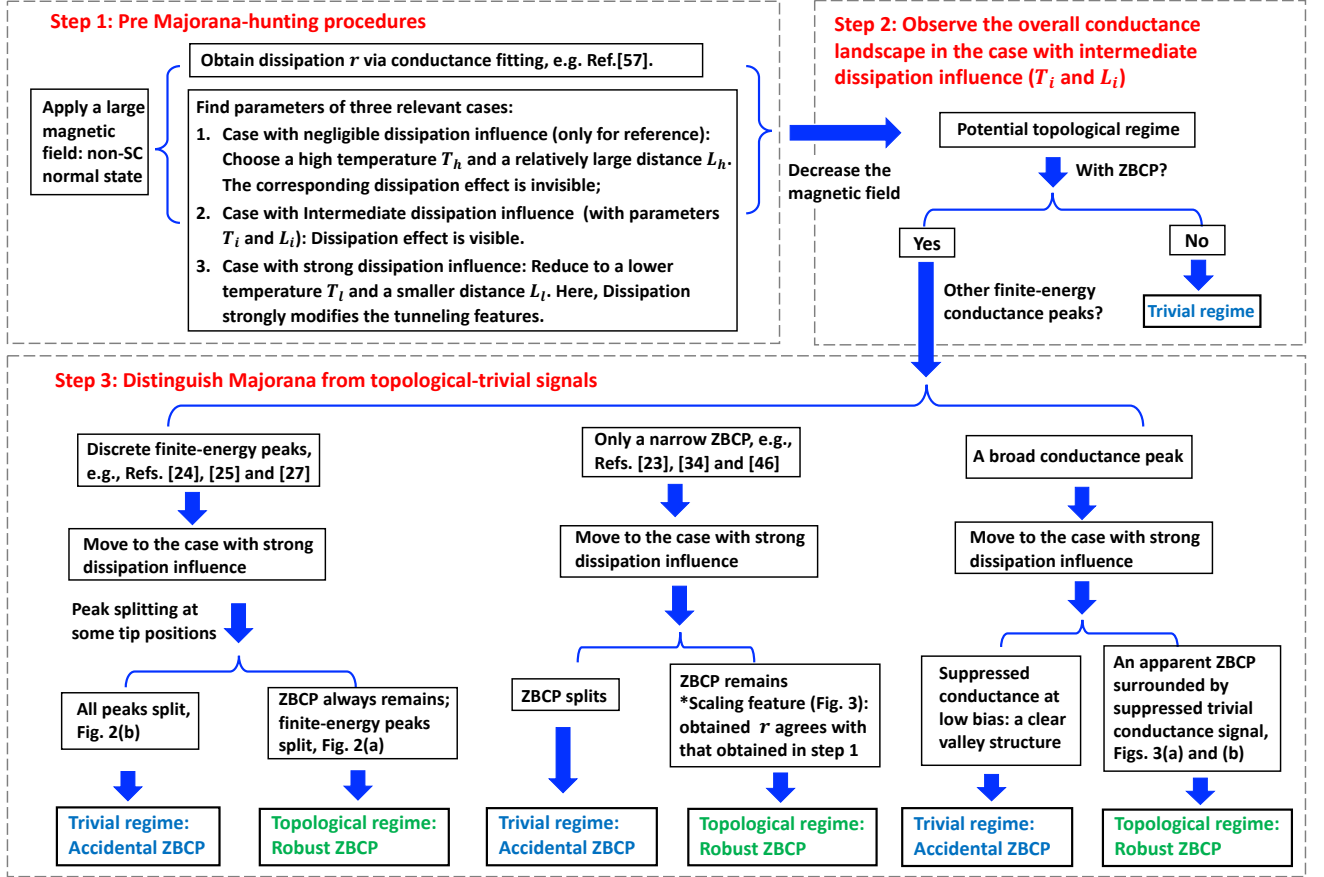 Step 1: Pre Majorana-hunting procedures
Apply a large
magnetic
field: non-SC
normal state
Obtain dissipation r via conductance fitting, e.g. Ref.[57].
Find parameters of three relevant cases:
1. Case with negligible dissipation influence (only for reference):
Choose a high temperature T_h and a relatively large distance L_h.
The corresponding dissipation effect is invisible;
2. Case with Intermediate dissipation influence (with parameters
T_i and L_i): Dissipation effect is visible.
3. Case with strong dissipation influence: Reduce to a lower
temperature T_l and a smaller distance L_l. Here, Dissipation
strongly modifies the tunneling features.
Decrease the
magnetic field
Step 2: Observe the overall conductance
landscape in the case with intermediate
dissipation influence (T_i and L_i)
Potential topological regime
With ZBCP?
Yes
No
Other finite-energy
conductance peaks?
Trivial regime
Step 3: Distinguish Majorana from topological-trivial signals
Discrete finite-energy peaks,
e.g., Refs. [24], [25] and [27]
Move to the case with strong
dissipation influence
Peak splitting at
some tip positions
All peaks split,
Fig. 2(b)
ZBCP always remains;
finite-energy peaks
split, Fig. 2(a)
Trivial regime:
Accidental ZBCP
Topological regime:
Robust ZBCP
Only a narrow ZBCP, e.g.,
Refs. [23], [34] and [46]
Move to the case with strong
dissipation influence
ZBCP splits
ZBCP remains
*Scaling feature (Fig. 3):
obtained r agrees with
that obtained in step 1
Trivial regime:
Accidental ZBCP
Topological regime:
Robust ZBCP
A broad conductance peak
Move to the case with strong
dissipation influence
Suppressed
conductance at
low bias: a clear
valley structure
An apparent ZBCP
surrounded by
suppressed trivial
conductance signal,
Figs. 3(a) and (b)
Trivial regime:
Accidental ZBCP
Topological regime:
Robust ZBCP